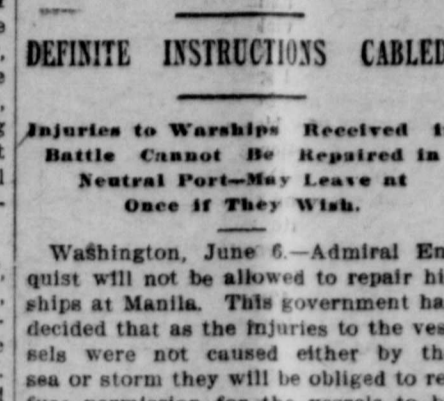 DEFINITE INSTRUCTIONS CABLED
Injuries to Warships Received i
Battle Cannot Be Repaired in
Neutral Port—May Leave at
Once if They Wish.
Washington, June 6.—Admiral En
quist will not be allowed to repair hi
ships at Manila. This government ha
decided that as the injuries to the ves
sels were not caused either by th
sea or storm they will be obliged to re